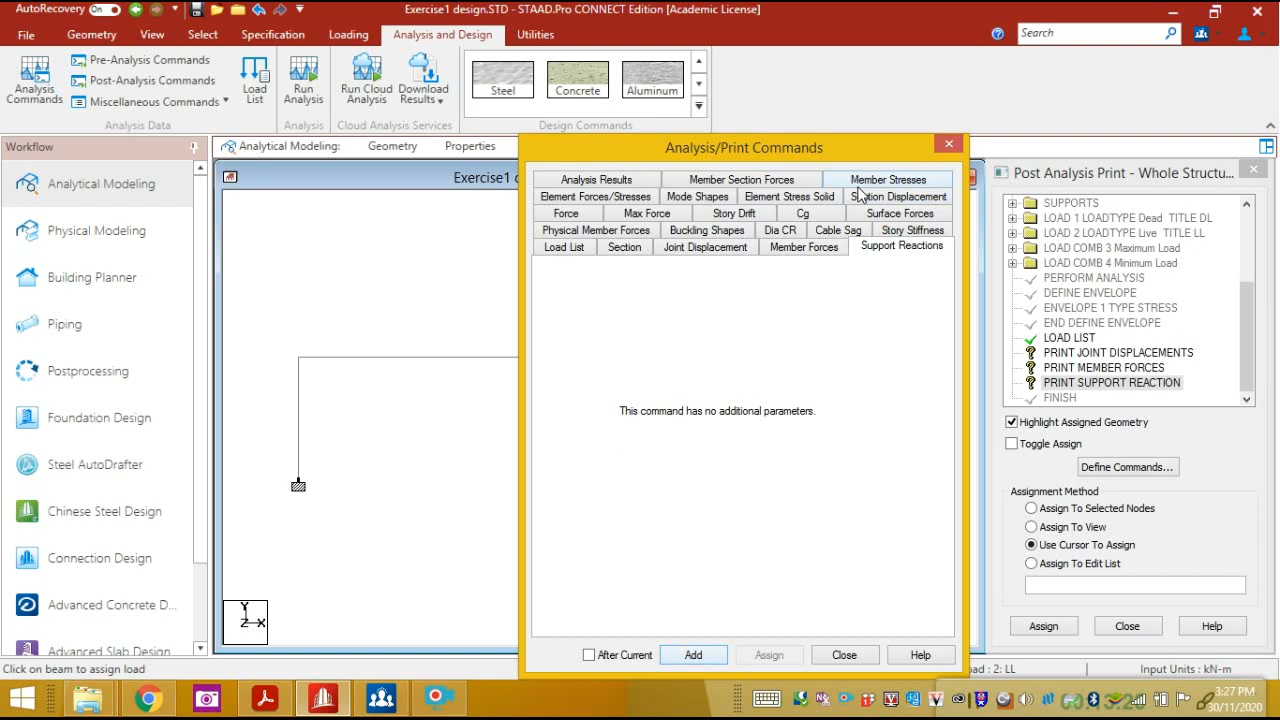 AutoRecovery On Exercise1 design.STD - STAAD.Pro CONNECT Edition [Academic License]
File Geometry View Select Specification Loading Analysis and Design Utilities Search
Analysis Commands
Pre-Analysis Commands
Post-Analysis Commands
Miscellaneous Commands
Load List
Run Analysis
Run Cloud Analysis
Download Results
Steel Concrete Aluminum
Analysis Data Analysis Cloud Analysis Services Design Commands
Workflow
Analytical Modeling
Physical Modeling
Building Planner
Piping
Postprocessing
Foundation Design
Steel AutoDrafter
Chinese Steel Design
Connection Design
Advanced Concrete D...
Advanced Slab Design
Analytical Modeling: Geometry Properties
Exercise1 d
Y
Z X
Analysis/Print Commands
Analysis Results Member Section Forces Member Stresses
Element Forces/Stresses Mode Shapes Element Stress Solid Section Displacement
Force Max Force Story Drift Cg Surface Forces
Physical Member Forces Buckling Shapes Dia CR Cable Sag Story Stiffness
Load List Section Joint Displacement Member Forces Support Reactions
This command has no additional parameters.
After Current Add Assign Close Help
Post Analysis Print - Whole Structu...
SUPPORTS
LOAD 1 LOADTYPE Dead TITLE DL
LOAD 2 LOADTYPE Live TITLE LL
LOAD COMB 3 Maximum Load
LOAD COMB 4 Minimum Load
PERFORM ANALYSIS
DEFINE ENVELOPE
ENVELOPE 1 TYPE STRESS
END DEFINE ENVELOPE
LOAD LIST
PRINT JOINT DISPLACEMENTS
PRINT MEMBER FORCES
PRINT SUPPORT REACTION
FINISH
Highlight Assigned Geometry
Toggle Assign
Define Commands...
Assignment Method
Assign To Selected Nodes
Assign To View
Use Cursor To Assign
Assign To Edit List
Assign Close Help
Click on beam to assign load
oad : 2: LL Input Units : kN-m
3:27 PM
30/11/2020